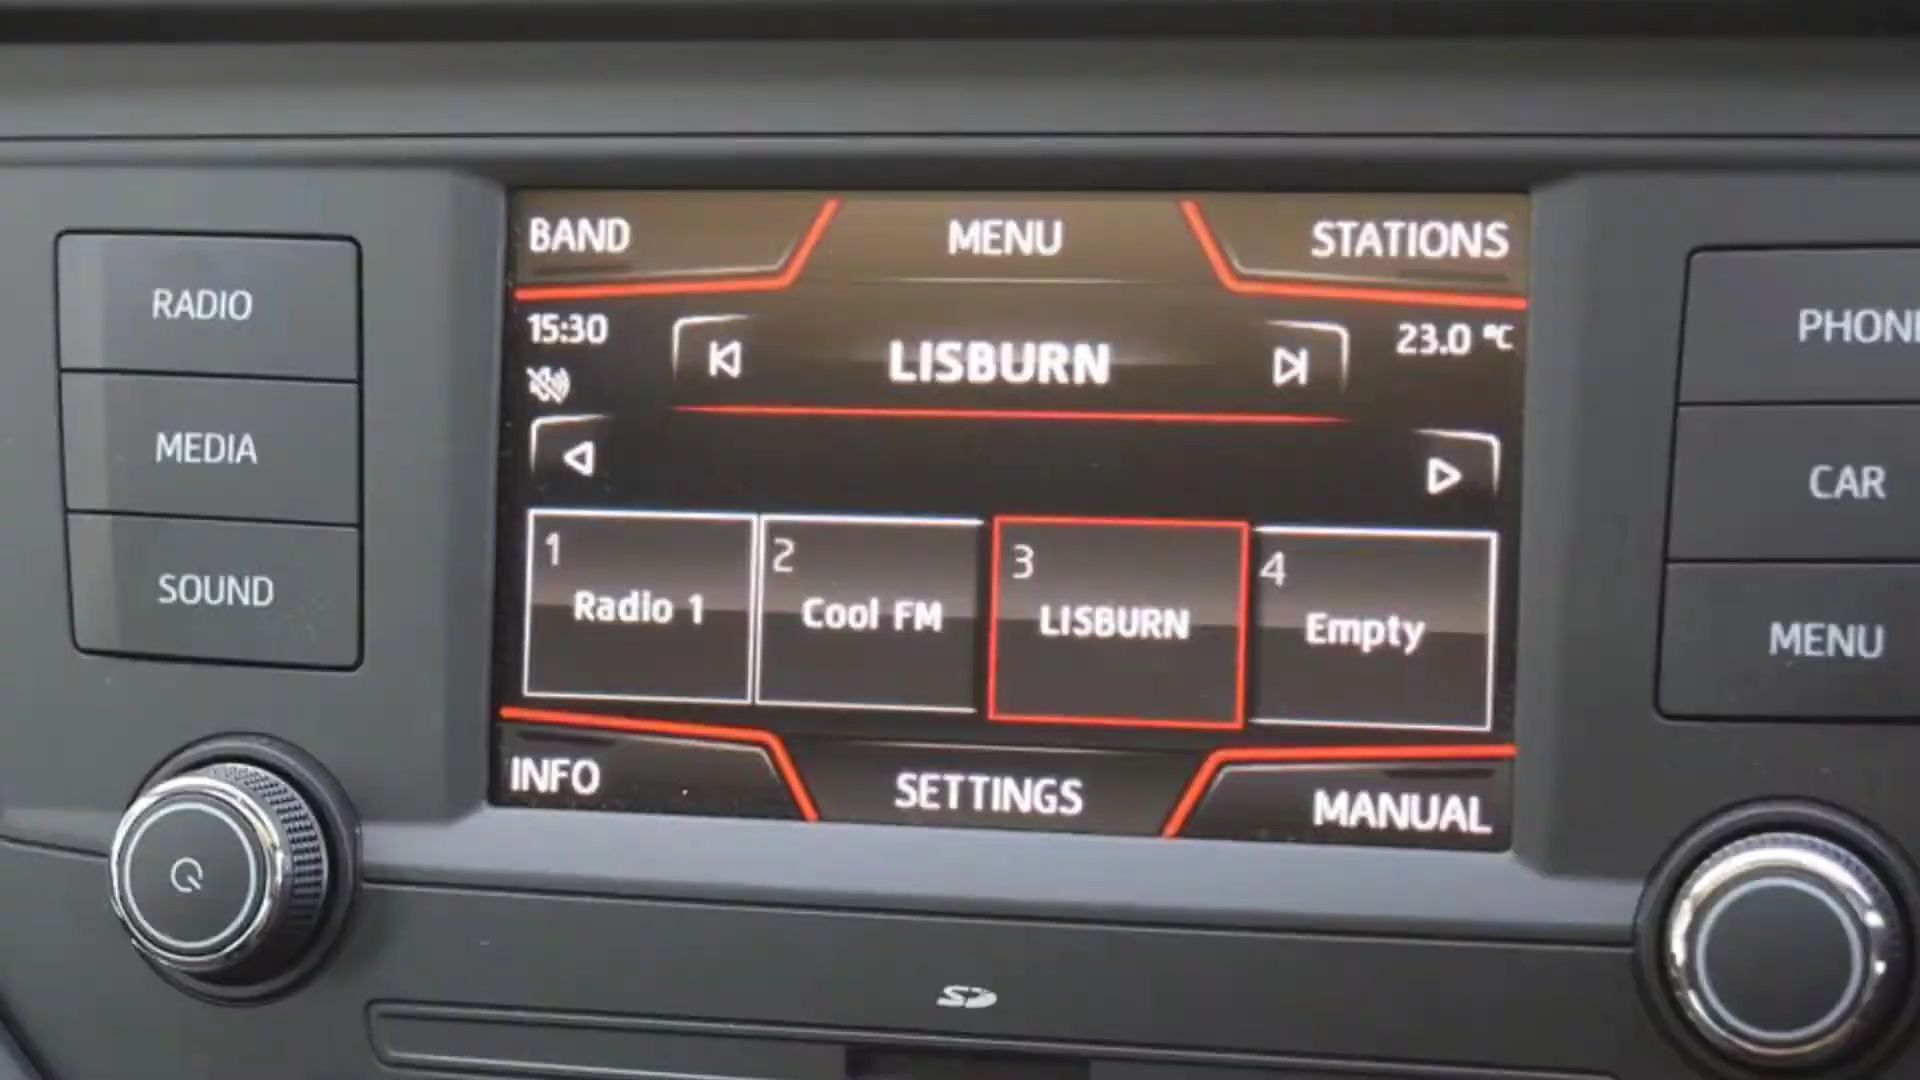 BAND MENU STATIONS
RADIO
15:30 LISBURN 23.0 °C
PHONE
MEDIA
CAR
1 2 3 4
Radio 1 Cool FM LISBURN Empty
SOUND
MENU
INFO SETTINGS MANUAL
SD